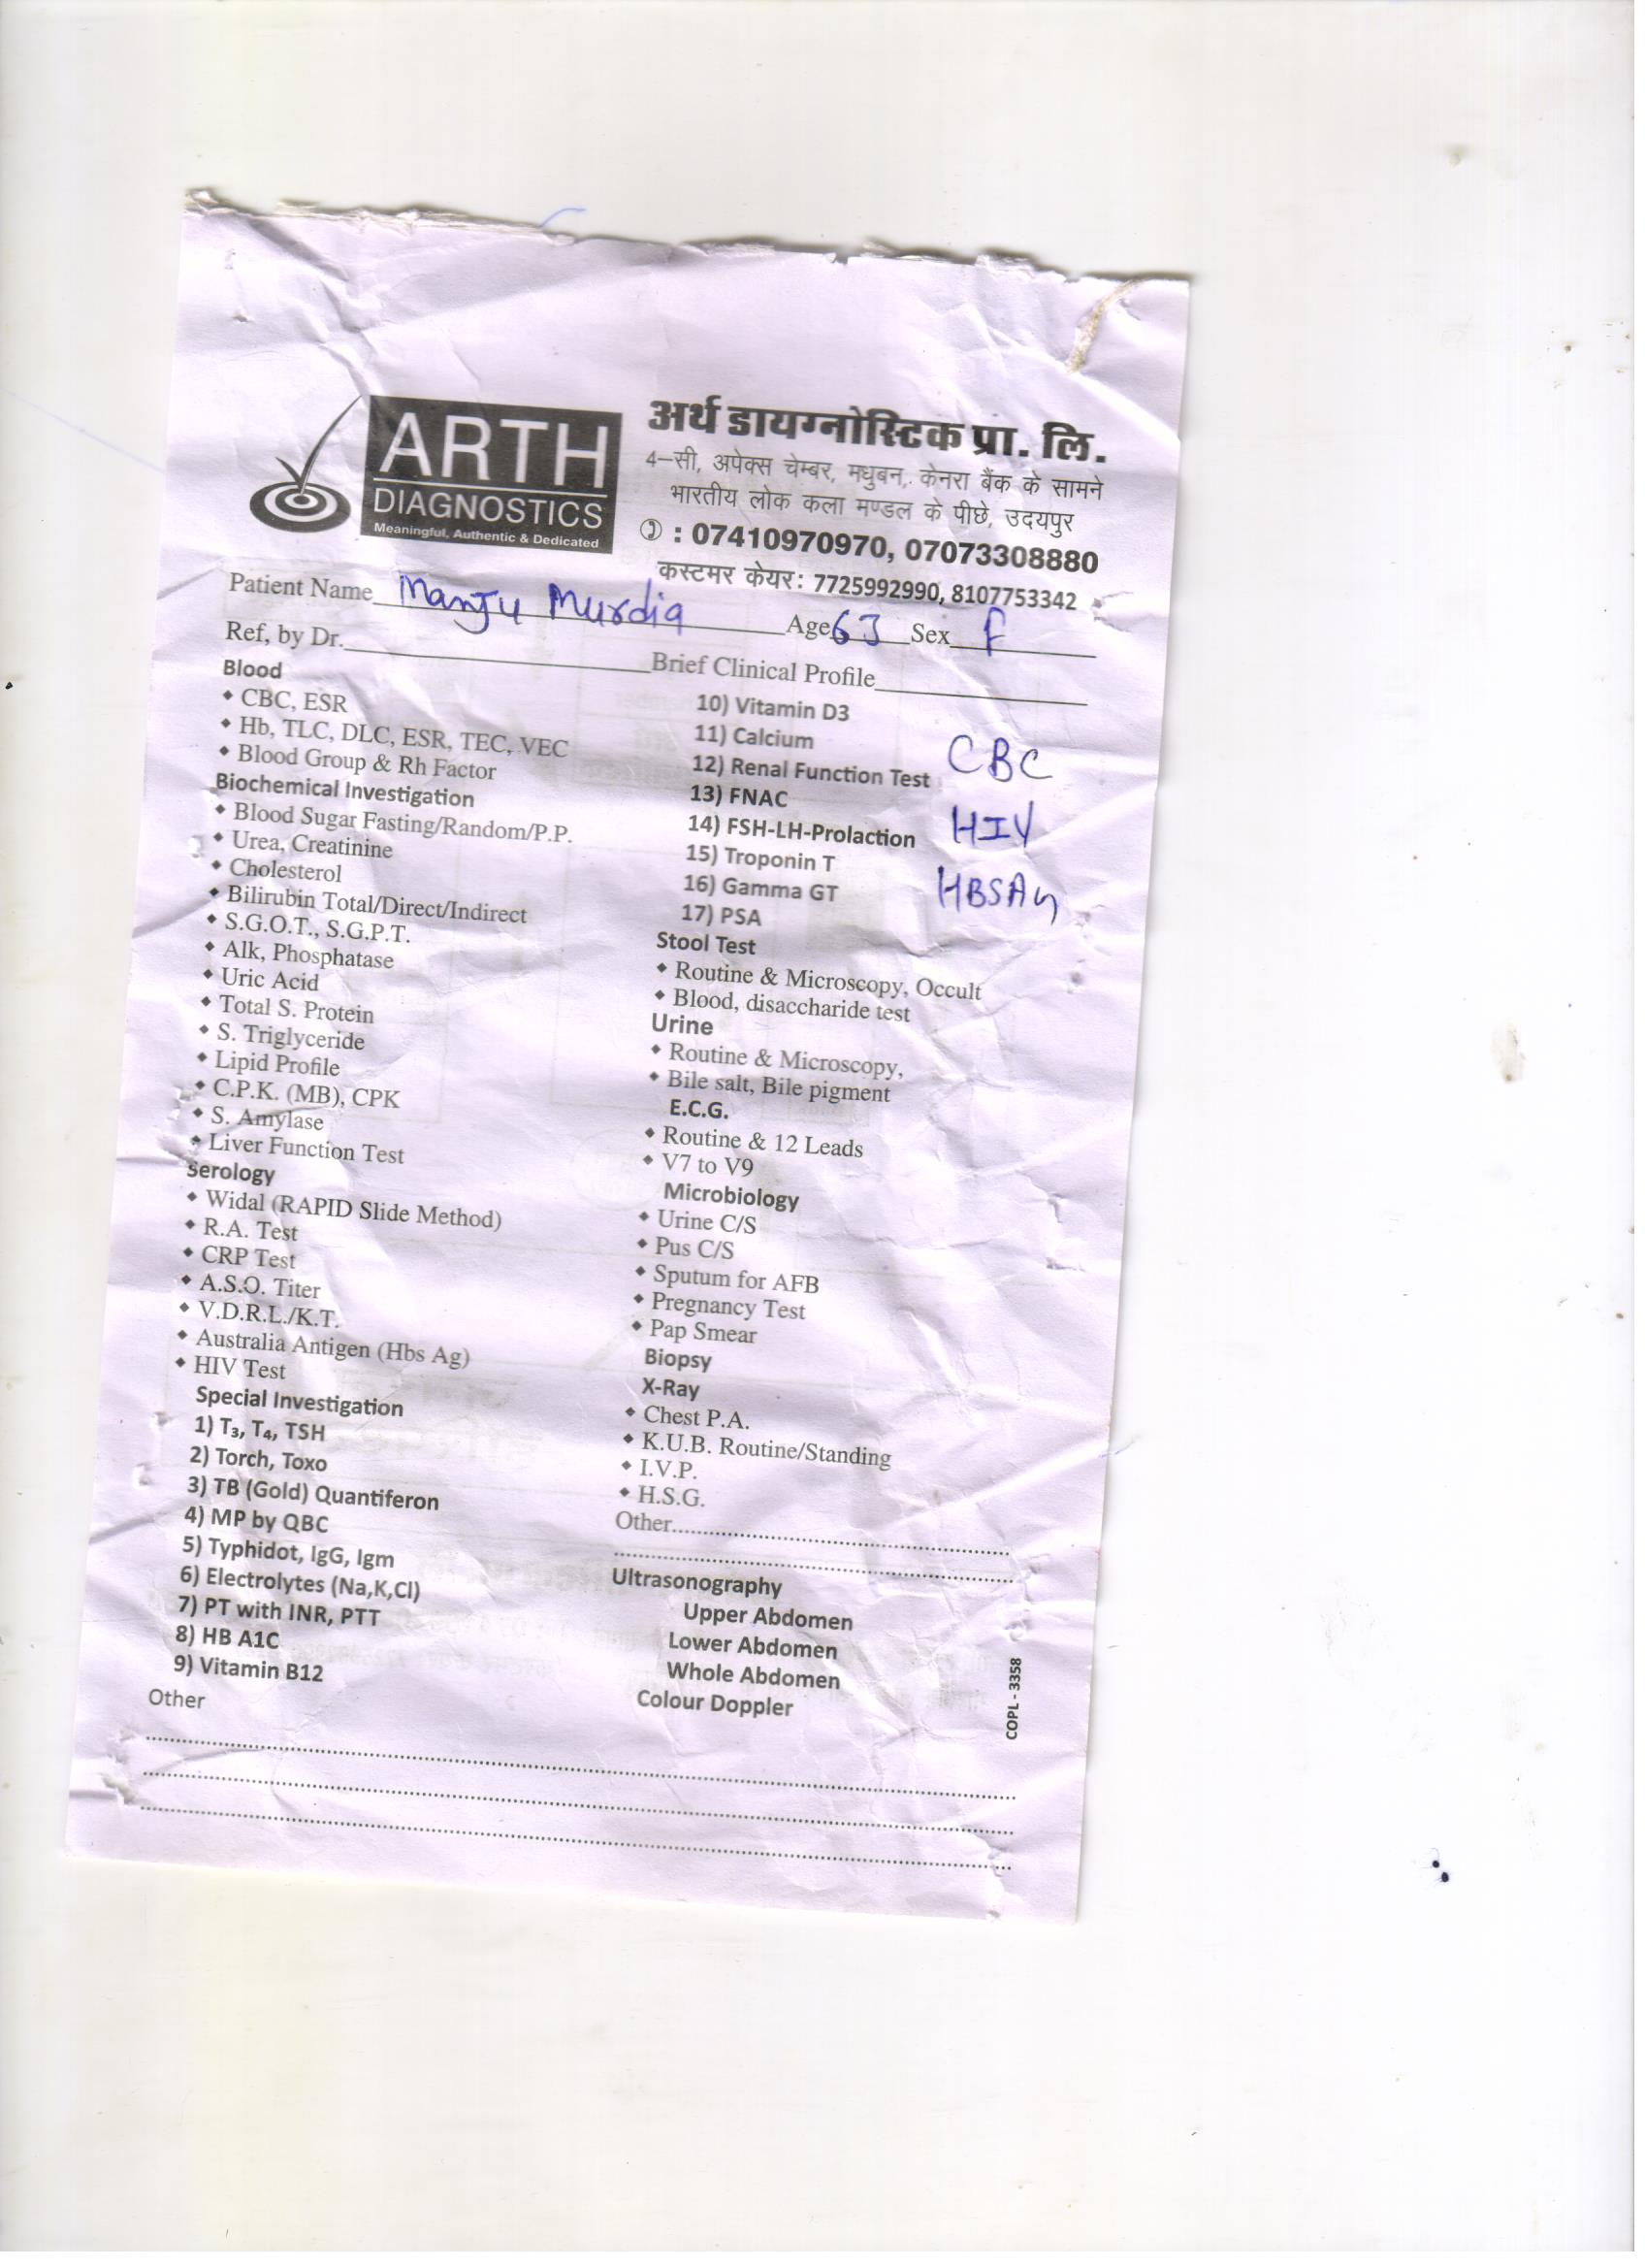 ARTH
DIAGNOSTICS
Meaningful, Authentic & Dedicated
अर्थ डायग्नोस्टिक प्रा. लि.
4-सी, अपेक्स चेम्बर, मधुबन, केनरा बैंक के सामने
भारतीय लोक कला मण्डल के पीछे, उदयपुर
: 07410970970, 07073308880
कस्टमर केयर: 7725992990, 8107753342
Patient Name Manju Murdia Age 63 Sex F
Ref, by Dr. Brief Clinical Profile
Blood
• CBC, ESR
• Hb, TLC, DLC, ESR, TEC, VEC
• Blood Group & Rh Factor
Biochemical Investigation
• Blood Sugar Fasting/Random/P.P.
• Urea, Creatinine
• Cholesterol
• Bilirubin Total/Direct/Indirect
• S.G.O.T., S.G.P.T.
• Alk, Phosphatase
• Uric Acid
• Total S. Protein
• S. Triglyceride
• Lipid Profile
• C.P.K. (MB), CPK
• S. Amylase
• Liver Function Test
Serology
• Widal (RAPID Slide Method)
• R.A. Test
• CRP Test
• A.S.O. Titer
• V.D.R.L./K.T.
• Australia Antigen (Hbs Ag)
• HIV Test
Special Investigation
1) T₃, T₄, TSH
2) Torch, Toxo
3) TB (Gold) Quantiferon
4) MP by QBC
5) Typhidot, IgG, Igm
6) Electrolytes (Na,K,Cl)
7) PT with INR, PTT
8) HB A1C
9) Vitamin B12
Other
10) Vitamin D3
11) Calcium
12) Renal Function Test
13) FNAC
14) FSH-LH-Prolaction
15) Troponin T
16) Gamma GT
17) PSA
Stool Test
• Routine & Microscopy, Occult
• Blood, disaccharide test
Urine
• Routine & Microscopy,
• Bile salt, Bile pigment
E.C.G.
• Routine & 12 Leads
• V7 to V9
Microbiology
• Urine C/S
• Pus C/S
• Sputum for AFB
• Pregnancy Test
• Pap Smear
Biopsy
X-Ray
• Chest P.A.
• K.U.B. Routine/Standing
• I.V.P.
• H.S.G.
Other
Ultrasonography
Upper Abdomen
Lower Abdomen
Whole Abdomen
Colour Doppler
CBC
HIV
HBSAg
COPL - 3358